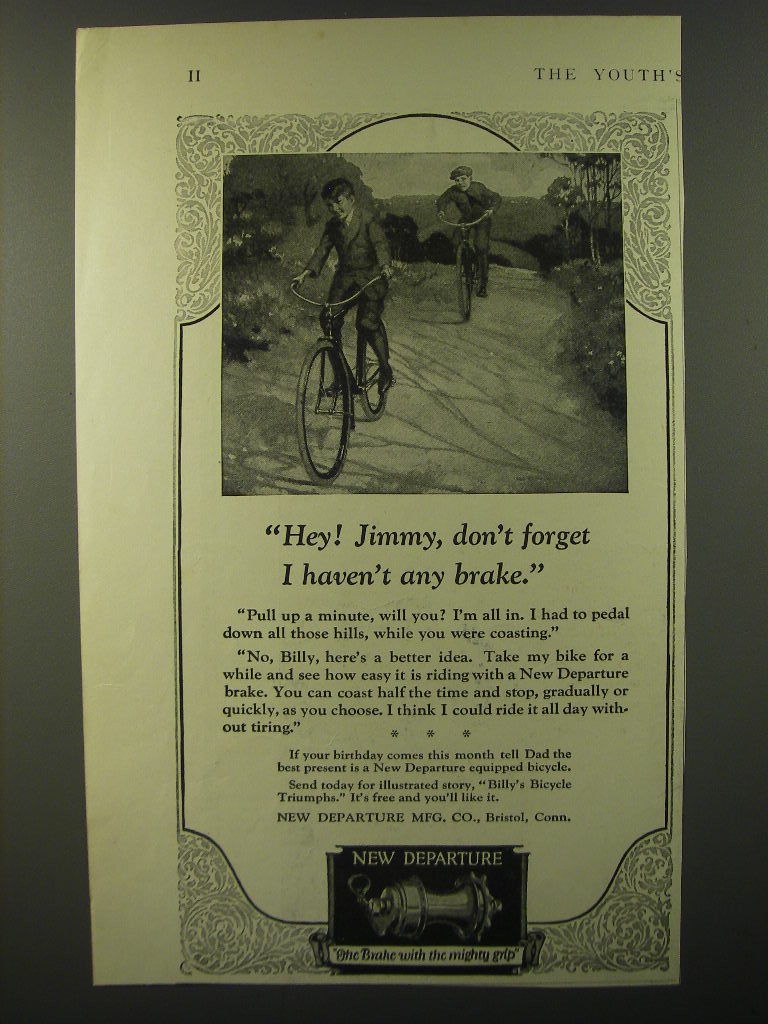 II
THE YOUTH'S
"Hey! Jimmy, don't forget
I haven't any brake."
"Pull up a minute, will you? I'm all in. I had to pedal
down all those hills, while you were coasting."
"No, Billy, here's a better idea. Take my bike for a
while and see how easy it is riding with a New Departure
brake. You can coast half the time and stop, gradually or
quickly, as you choose. I think I could ride it all day with-
out tiring."
* * *
If your birthday comes this month tell Dad the
best present is a New Departure equipped bicycle.
Send today for illustrated story, "Billy's Bicycle
Triumphs." It's free and you'll like it.
NEW DEPARTURE MFG. CO., Bristol, Conn.
NEW DEPARTURE
"The Brake with the mighty grip"